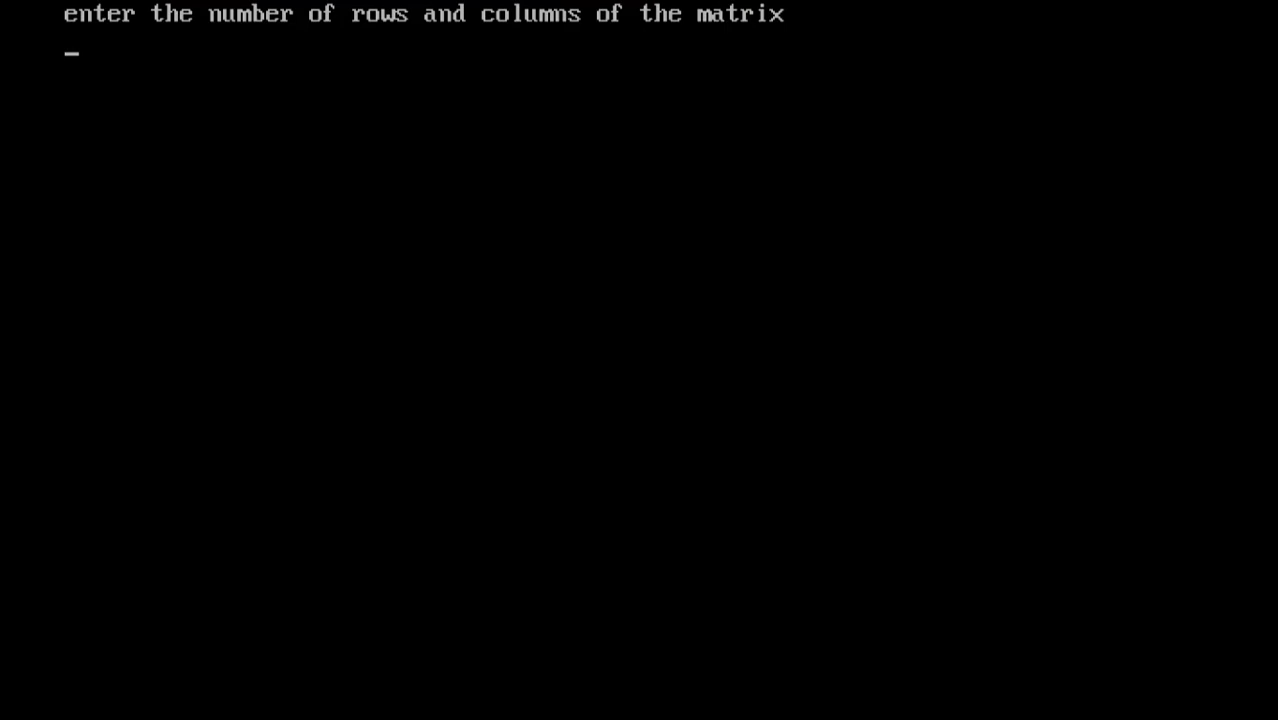 enter the number of rows and columns of the matrix
_